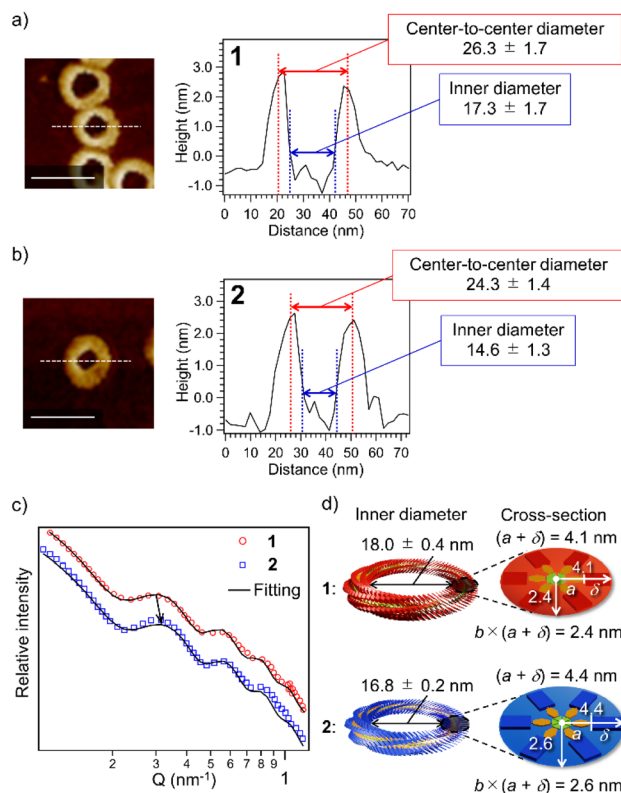 a)
Center-to-center diameter
26.3 ± 1.7
Inner diameter
17.3 ± 1.7
1
Height (nm)
3.0
2.0
1.0
0.0
-1.0
0 10 20 30 40 50 60 70
Distance (nm)
b)
Center-to-center diameter
24.3 ± 1.4
Inner diameter
14.6 ± 1.3
2
Height (nm)
3.0
2.0
1.0
0.0
-1.0
0 10 20 30 40 50 60 70
Distance (nm)
c)
1
2
Fitting
Relative intensity
2 3 4 5 6 7 8 9 1
Q (nm⁻¹)
d)
Inner diameter
Cross-section
18.0 ± 0.4 nm
(a + δ) = 4.1 nm
1:
4.1
2.4
a
δ
b × (a + δ) = 2.4 nm
16.8 ± 0.2 nm
(a + δ) = 4.4 nm
2:
4.4
2.6
a
δ
b × (a + δ) = 2.6 nm